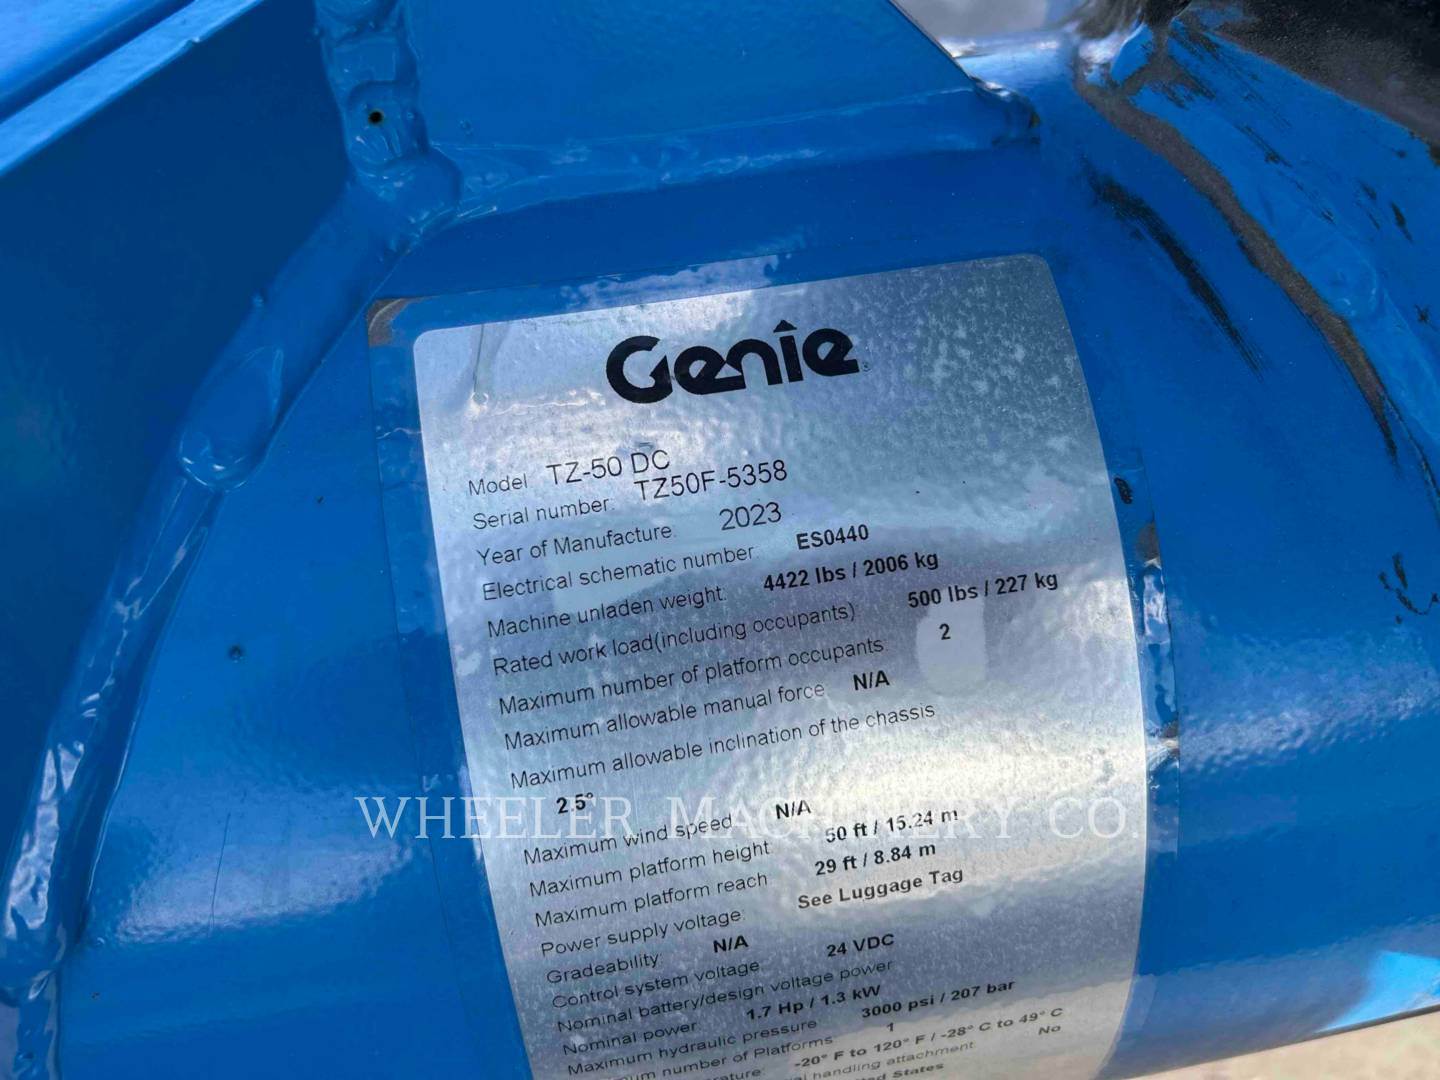 Genie
Model: TZ-50 DC
Serial number: TZ50F-5358
Year of Manufacture: 2023
Electrical schematic number: ES0440
Machine unladen weight: 4422 lbs / 2006 kg
Rated work load(including occupants): 500 lbs / 227 kg
Maximum number of platform occupants: 2
Maximum allowable manual force: N/A
Maximum allowable inclination of the chassis:
2.5°
WHEELER MACHINERY CO.
Maximum wind speed: N/A
Maximum platform height: 50 ft / 15.24 m
Maximum platform reach: 29 ft / 8.84 m
Power supply voltage: See Luggage Tag
Gradeability: N/A
Control system voltage: 24 VDC
Nominal battery/design voltage power
Nominal power: 1.7 Hp / 1.3 kW
Maximum hydraulic pressure: 3000 psi / 207 bar
number of Platforms: 1
-20° F to 120° F / -28° C to 49° C
handling attachment: No
States